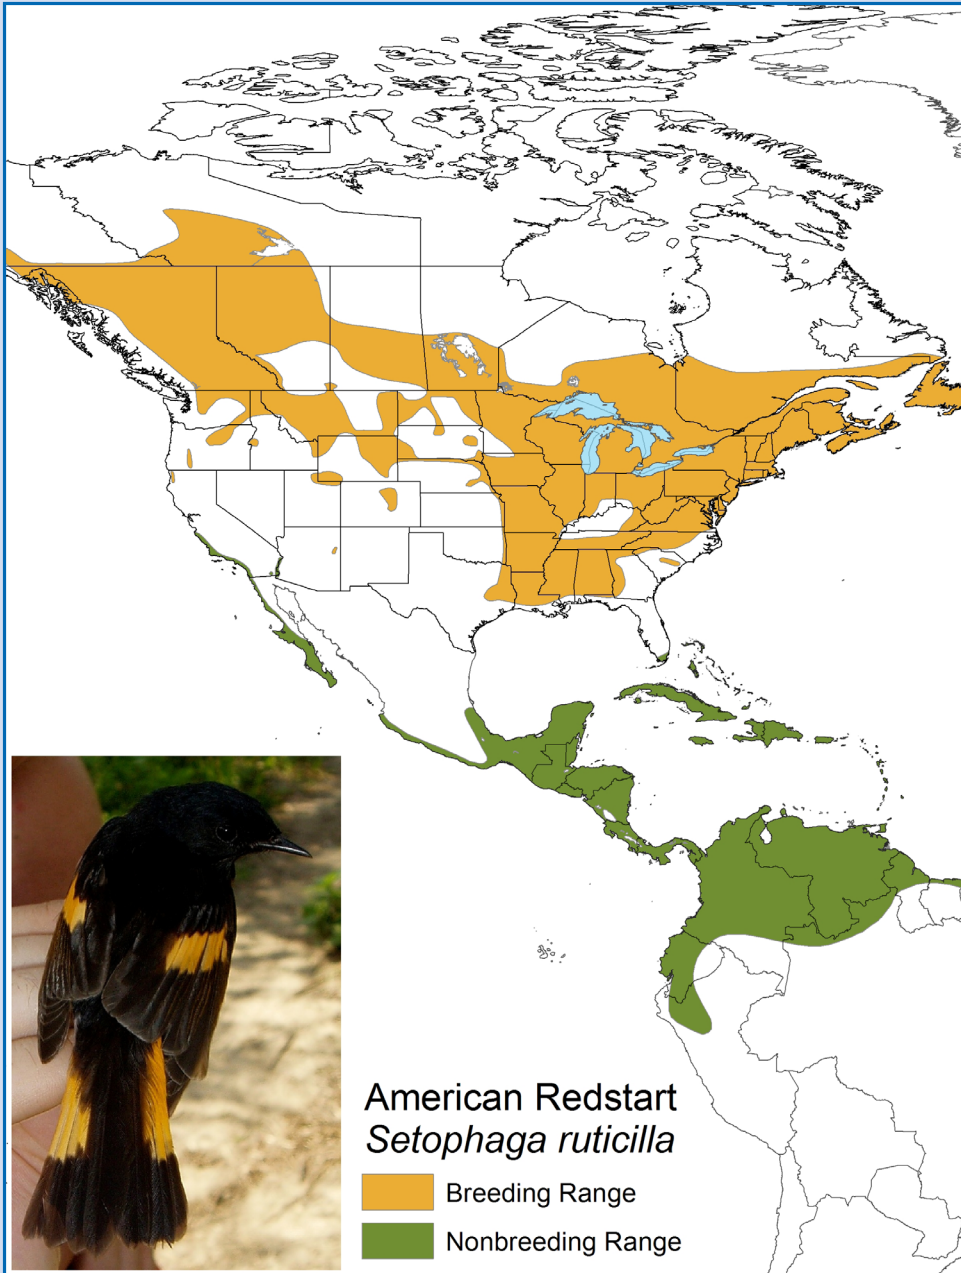 American Redstart
Setophaga ruticilla
Breeding Range
Nonbreeding Range